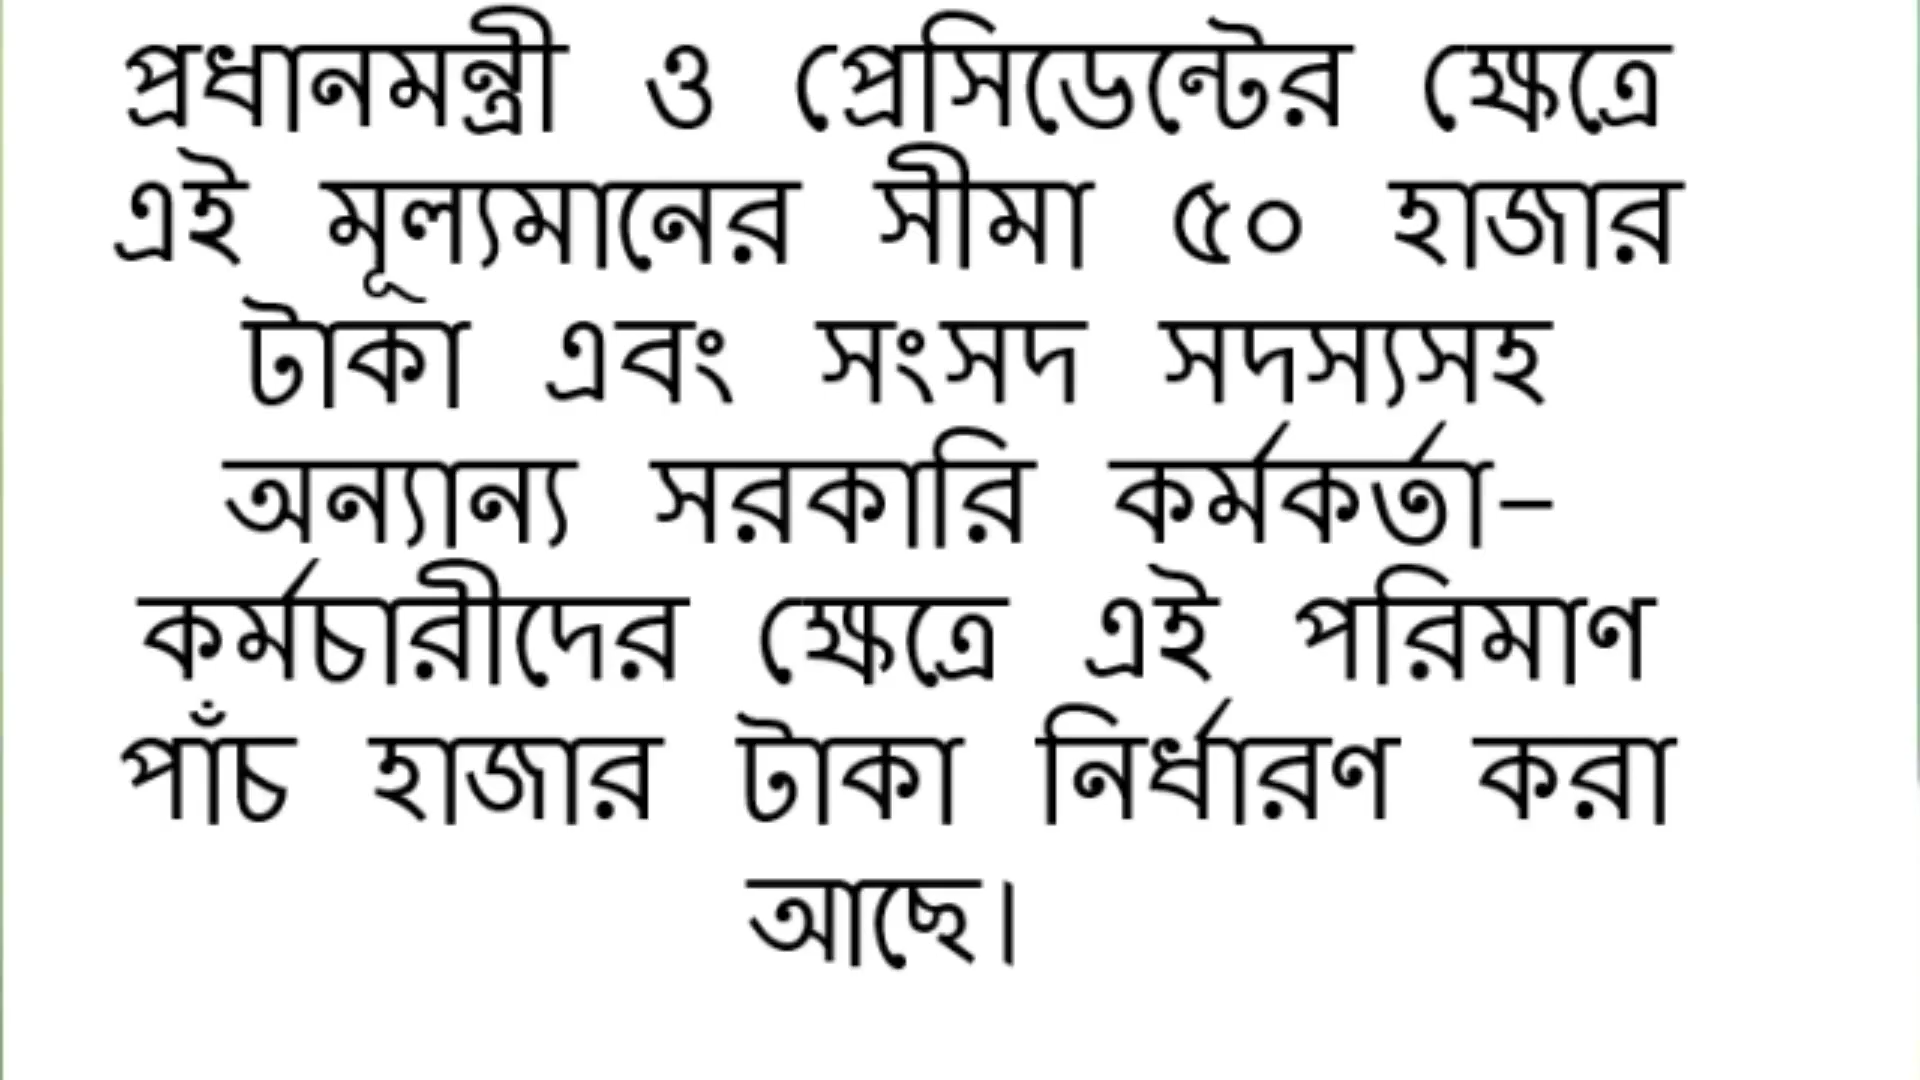 প্রধানমন্ত্রী ও প্রেসিডেন্টের ক্ষেত্রে
এই মূল্যমানের সীমা ৫০ হাজার
টাকা এবং সংসদ সদস্যসহ
অন্যান্য সরকারি কর্মকর্তা–
কর্মচারীদের ক্ষেত্রে এই পরিমাণ
পাঁচ হাজার টাকা নির্ধারণ করা
আছে।